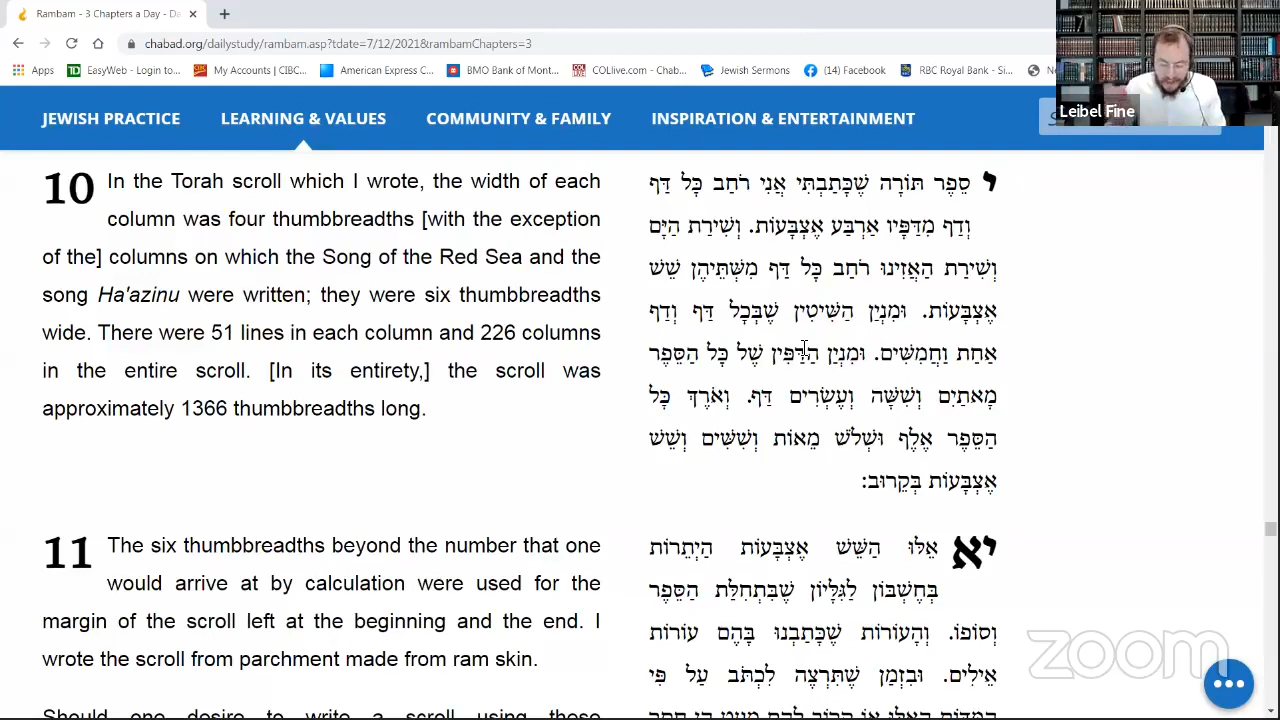 Rambam - 3 Chapters a Day - Da
chabad.org/dailystudy/rambam.asp?tdate=7/12/2021&rambamChapters=3
Apps EasyWeb - Login to... My Accounts | CIBC... American Express C... BMO Bank of Mont... COLlive.com - Chab... Jewish Sermons (14) Facebook RBC Royal Bank - Si...
Leibel Fine
JEWISH PRACTICE LEARNING & VALUES COMMUNITY & FAMILY INSPIRATION & ENTERTAINMENT
10 In the Torah scroll which I wrote, the width of each
column was four thumbbreadths [with the exception
of the] columns on which the Song of the Red Sea and the
song Ha'azinu were written; they were six thumbbreadths
wide. There were 51 lines in each column and 226 columns
in the entire scroll. [In its entirety,] the scroll was
approximately 1366 thumbbreadths long.
י סֵפֶר תּוֹרָה שֶׁכָּתַבְתִּי אֲנִי רֹחַב כָּל דַּף
וְדַף מִדַּפָּיו אַרְבַּע אֶצְבָּעוֹת. וְשִׁירַת הַיָּם
וְשִׁירַת הַאֲזִינוּ רֹחַב כָּל דַּף מִשְּׁתֵּיהֶן שֵׁשׁ
אֶצְבָּעוֹת. וּמִנְיַן הַשִּׁיטִין שֶׁבְּכָל דַּף וְדַף
אַחַת וַחֲמִשִּׁים. וּמִנְיַן הַדַּפִּין שֶׁל כָּל הַסֵּפֶר
מָאתַיִם וְשִׁשָּׁה וְעֶשְׂרִים דַּף. וְאֹרֶךְ כָּל
הַסֵּפֶר אֶלֶף וּשְׁלֹשׁ מֵאוֹת וְשִׁשִּׁים וְשֵׁשׁ
אֶצְבָּעוֹת בְּקֵרוּב:
11 The six thumbbreadths beyond the number that one
would arrive at by calculation were used for the
margin of the scroll left at the beginning and the end. I
wrote the scroll from parchment made from ram skin.
Should one desire to write a scroll using these
יא אֵלּוּ הַשֵּׁשׁ אֶצְבָּעוֹת הַיְתֵרוֹת
בְּחֶשְׁבּוֹן לַגִּלָּיוֹן שֶׁבִּתְחִלַּת הַסֵּפֶר
וְסוֹפוֹ. וְהָעוֹרוֹת שֶׁכָּתַבְנוּ בָּהֶם עוֹרוֹת
אֵילִים. וּבִזְמַן שֶׁתִּרְצֶה לִכְתֹּב עַל פִּי
zoom